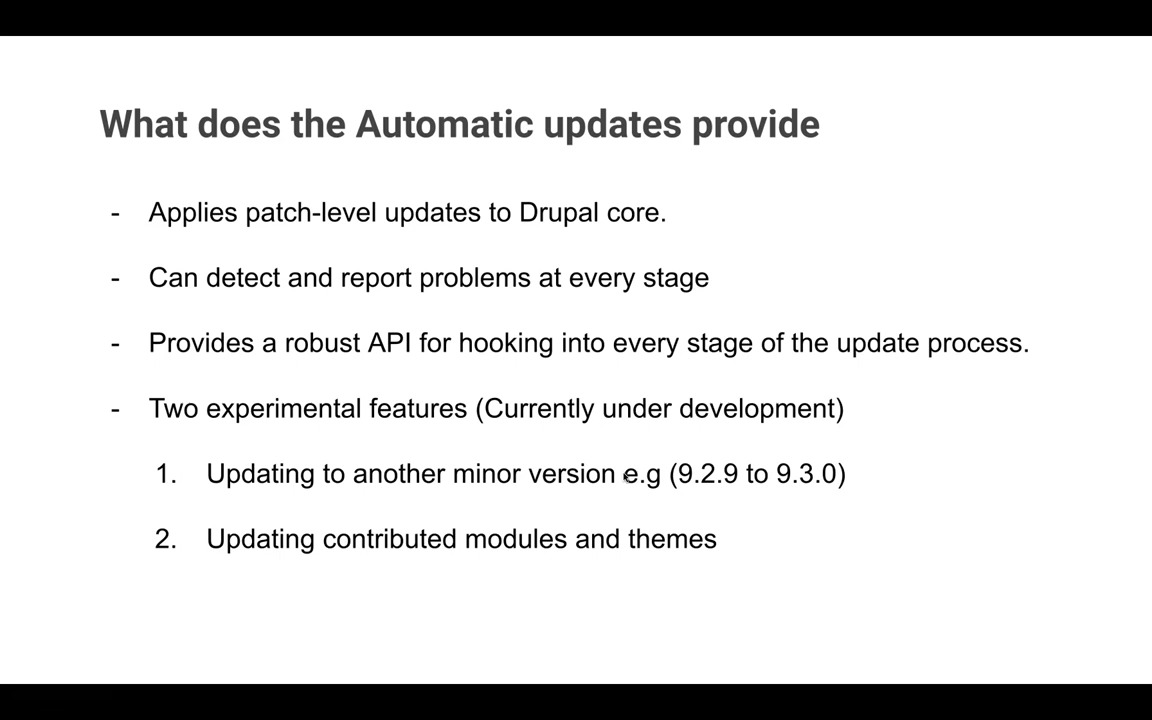 What does the Automatic updates provide
- Applies patch-level updates to Drupal core.
- Can detect and report problems at every stage
- Provides a robust API for hooking into every stage of the update process.
- Two experimental features (Currently under development)
1. Updating to another minor version e.g (9.2.9 to 9.3.0)
2. Updating contributed modules and themes